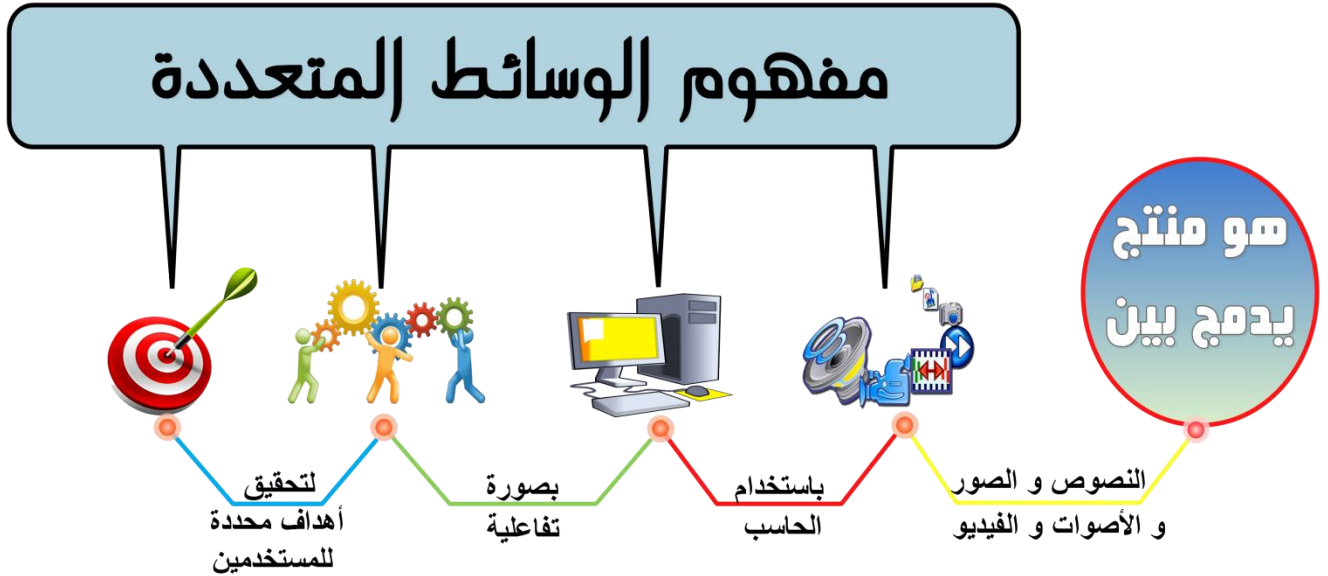 مفهوم الوسائط المتعددة
هو منتج
يدمج بين
النصوص و الصور
و الأصوات و الفيديو
باستخدام
الحاسب
بصورة
تفاعلية
لتحقيق
أهداف محددة
للمستخدمين